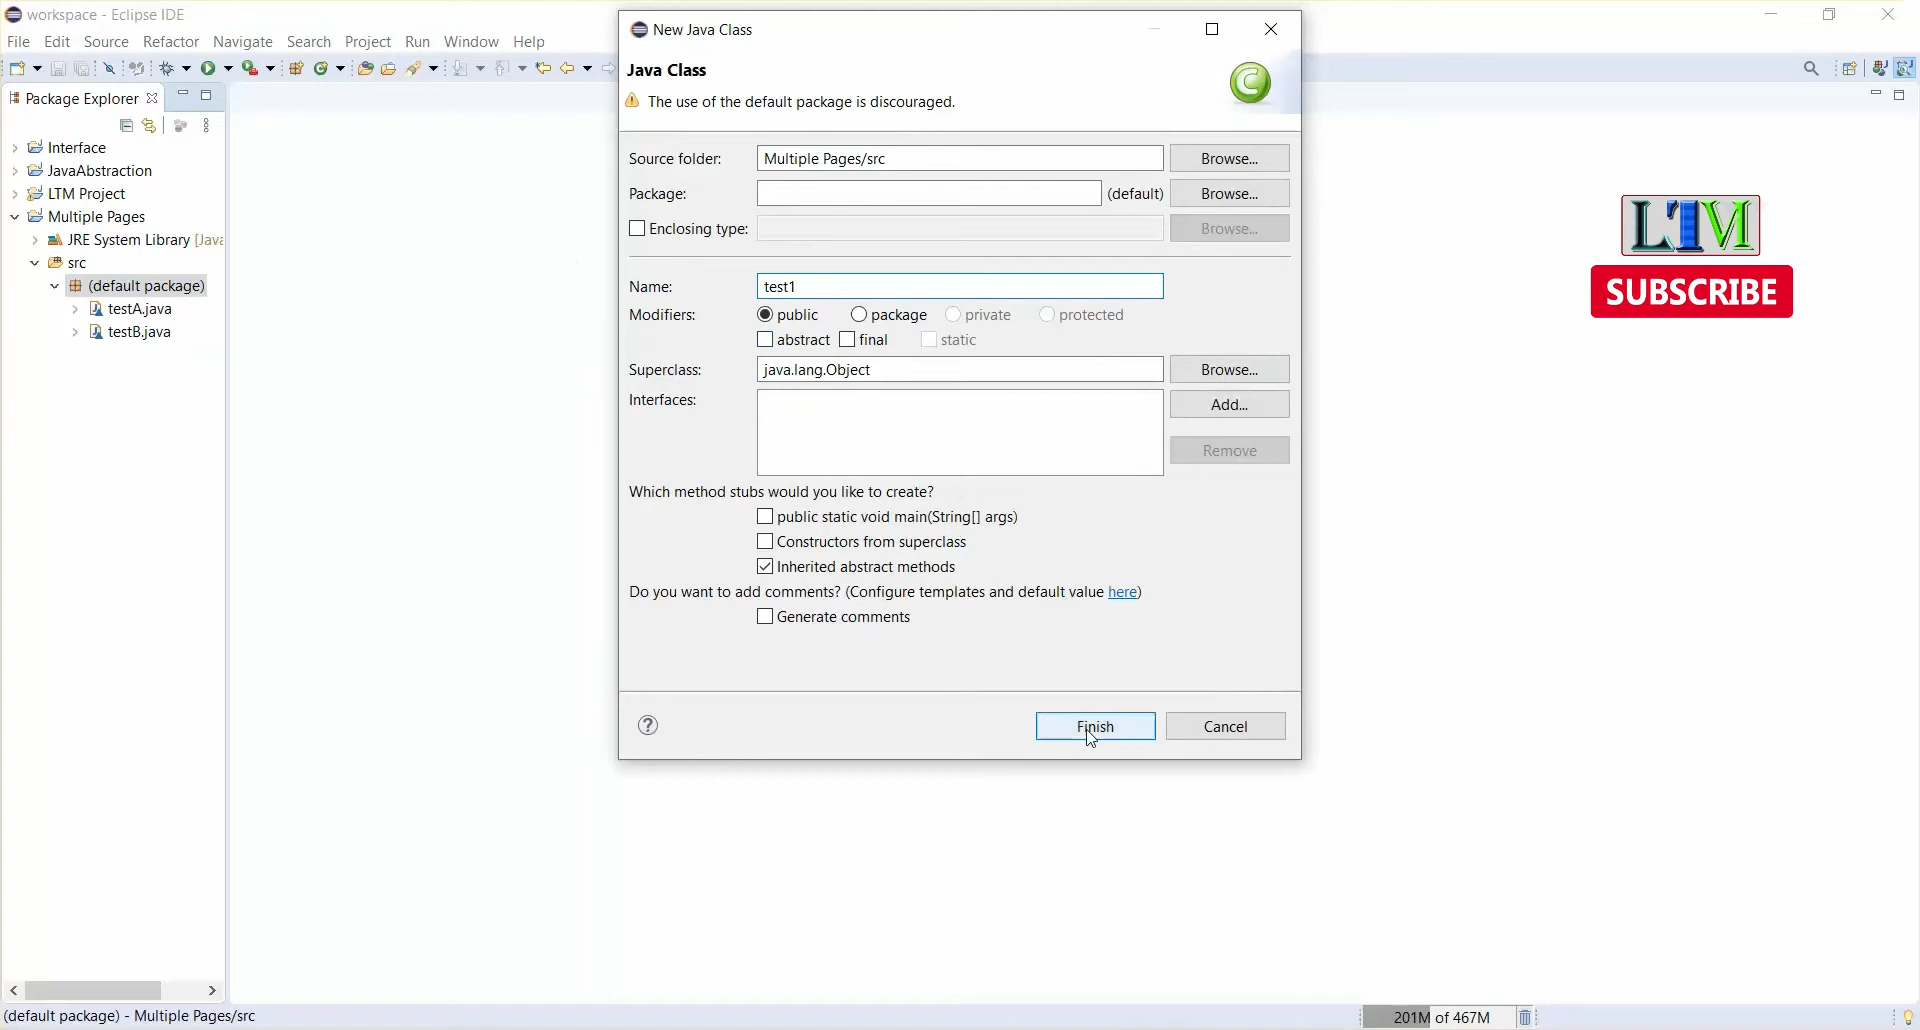 workspace - Eclipse IDE
File Edit Source Refactor Navigate Search Project Run Window Help
Package Explorer
Interface
JavaAbstraction
LTM Project
Multiple Pages
JRE System Library [Java
src
(default package)
testA.java
testB.java
New Java Class
Java Class
The use of the default package is discouraged.
Source folder: Multiple Pages/src Browse...
Package: (default) Browse...
Enclosing type: Browse...
Name: test1
Modifiers: public package private protected
abstract final static
Superclass: java.lang.Object Browse...
Interfaces: Add...
Remove
Which method stubs would you like to create?
public static void main(String[] args)
Constructors from superclass
Inherited abstract methods
Do you want to add comments? (Configure templates and default value here)
Generate comments
Finish Cancel
LTM
SUBSCRIBE
(default package) - Multiple Pages/src
201M of 467M